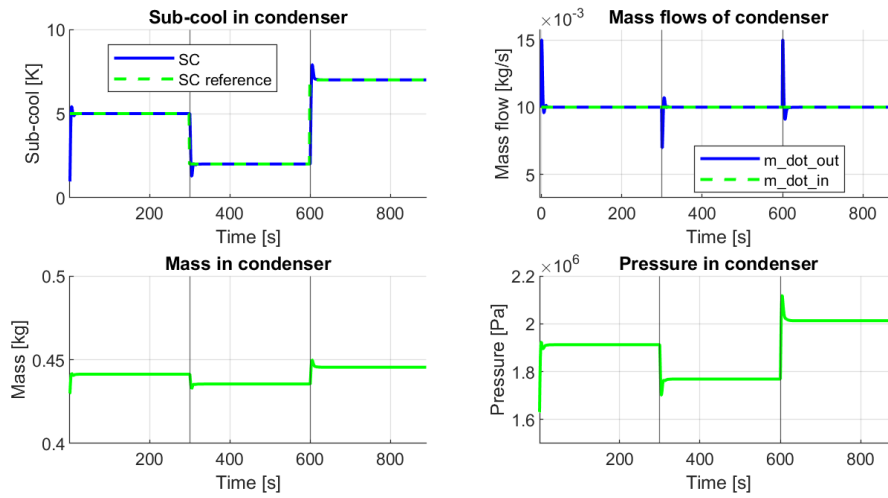 Sub-cool in condenser
10
5
0
Sub-cool [K]
SC
SC reference
200
400
600
800
Time [s]
Mass flows of condenser
×10⁻³
15
10
5
Mass flow [kg/s]
m_dot_out
m_dot_in
0
200
400
600
800
Time [s]
Mass in condenser
0.5
0.45
0.4
Mass [kg]
200
400
600
800
Time [s]
Pressure in condenser
×10⁶
2.2
2
1.8
1.6
Pressure [Pa]
200
400
600
800
Time [s]